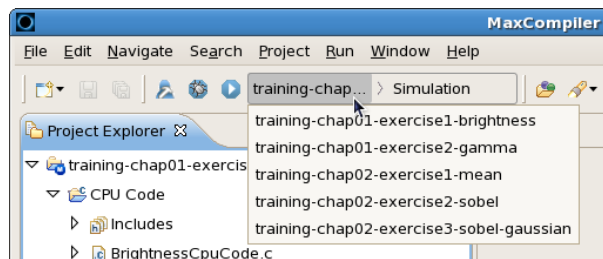 MaxCompiler
File Edit Navigate Search Project Run Window Help
training-chap... > Simulation
Project Explorer
training-chap01-exercis
CPU Code
Includes
BrightnessCpuCode.c
training-chap01-exercise1-brightness
training-chap01-exercise2-gamma
training-chap02-exercise1-mean
training-chap02-exercise2-sobel
training-chap02-exercise3-sobel-gaussian